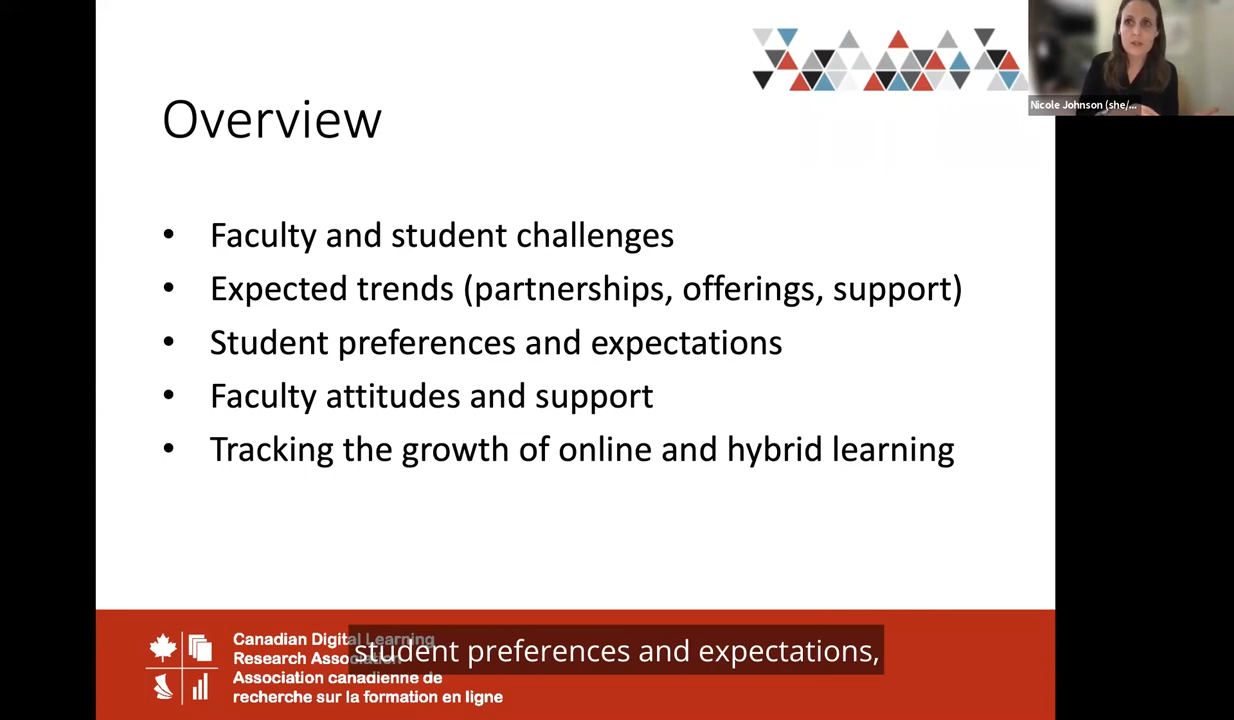 Nicole Johnson (she/...
Overview
• Faculty and student challenges
• Expected trends (partnerships, offerings, support)
• Student preferences and expectations
• Faculty attitudes and support
• Tracking the growth of online and hybrid learning
Canadian Digital Learning
Research Association
Association canadienne de
recherche sur la formation en ligne
student preferences and expectations,